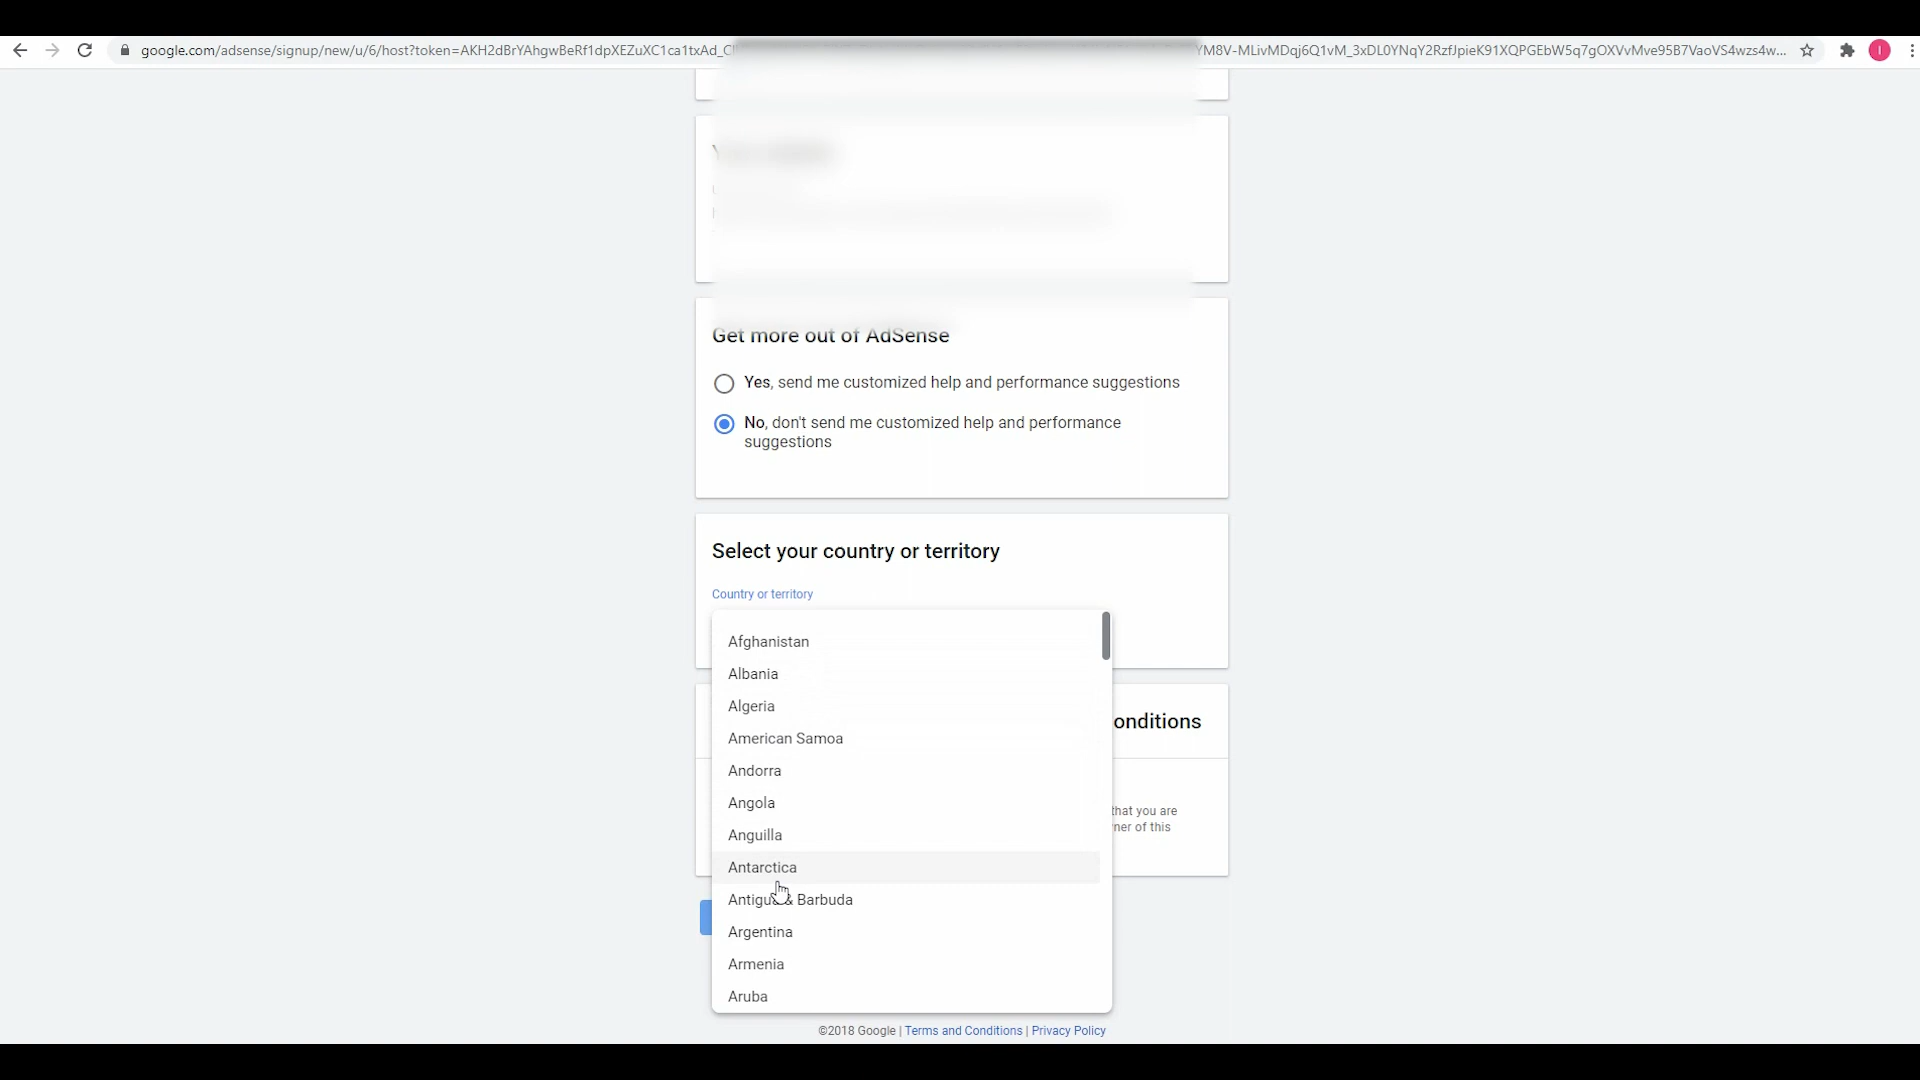 google.com/adsense/signup/new/u/6/host?token=AKH2dBrYAhgwBeRf1dpXEZuXC1ca1txAd_C YM8V-MLivMDqj6Q1vM_3xDL0YNqY2RzfJpieK91XQPGEbW5q7gOXVvMve95B7VaoVS4wzs4w...
I
Get more out of AdSense
Yes, send me customized help and performance suggestions
No, don't send me customized help and performance
suggestions
Select your country or territory
Country or territory
Afghanistan
Albania
Algeria
American Samoa
onditions
Andorra
Angola
that you are
ner of this
Anguilla
Antarctica
Antigua & Barbuda
Argentina
Armenia
Aruba
©2018 Google | Terms and Conditions | Privacy Policy